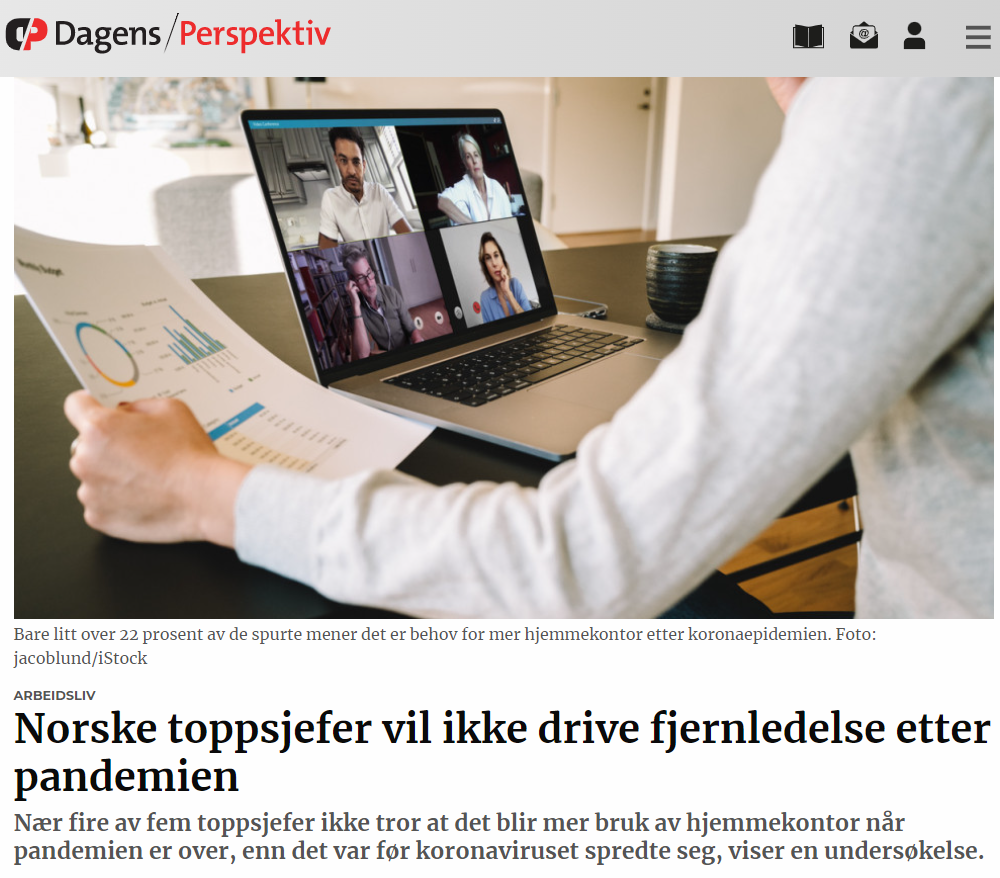 Dagens/Perspektiv
Bare litt over 22 prosent av de spurte mener det er behov for mer hjemmekontor etter koronaepidemien. Foto:
jacoblund/iStock
ARBEIDSLIV
Norske toppsjefer vil ikke drive fjernledelse etter
pandemien
Nær fire av fem toppsjefer ikke tror at det blir mer bruk av hjemmekontor når
pandemien er over, enn det var før koronaviruset spredte seg, viser en undersøkelse.